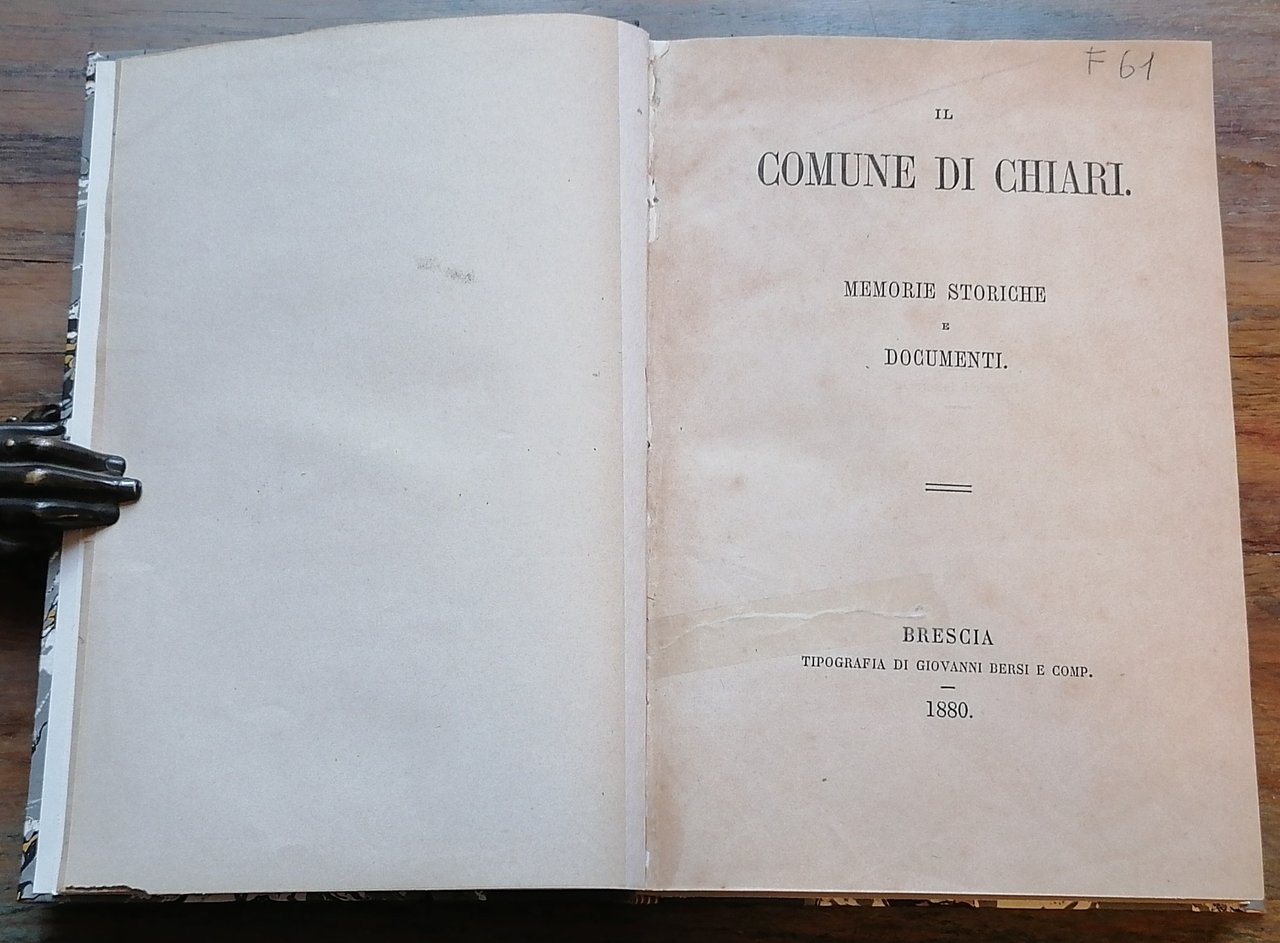 F 61
IL
COMUNE DI CHIARI.
MEMORIE STORICHE
E
DOCUMENTI.
BRESCIA
TIPOGRAFIA DI GIOVANNI BERSI E COMP.
1880.